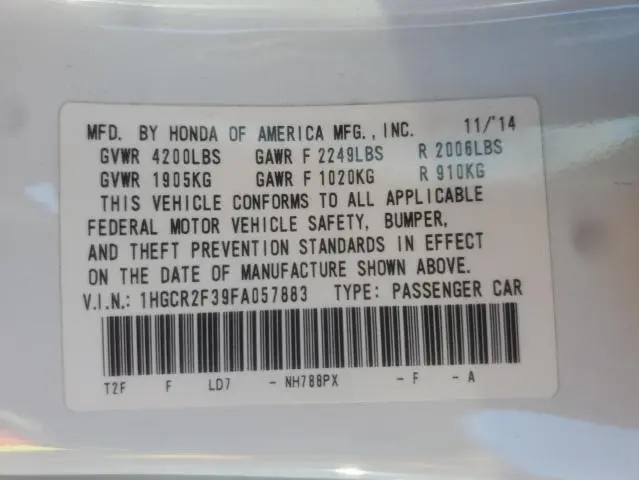 MFD. BY HONDA OF AMERICA MFG., INC. 11/'14
GVWR 4200LBS GAWR F 2249LBS R 2006LBS
GVWR 1905KG GAWR F 1020KG R 910KG
THIS VEHICLE CONFORMS TO ALL APPLICABLE
FEDERAL MOTOR VEHICLE SAFETY, BUMPER,
AND THEFT PREVENTION STANDARDS IN EFFECT
ON THE DATE OF MANUFACTURE SHOWN ABOVE.
V.I.N.: 1HGCR2F39FA057883 TYPE: PASSENGER CAR
T2F F LD7 - NH788PX - F - A